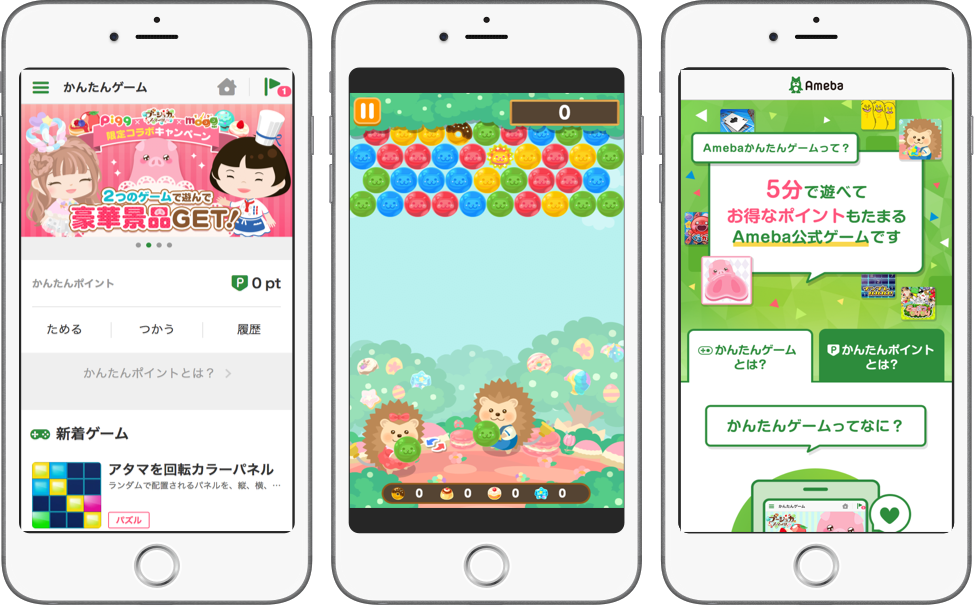 かんたんゲーム
1
Pigg ブージィカ moog
限定コラボキャンペーン
2つのゲームで遊んで
豪華景品GET!
かんたんポイント
P 0 pt
ためる
つかう
履歴
かんたんポイントとは? >
新着ゲーム
アタマを回転カラーパネル
ランダムで配置されるパネルを、縦、横、…
パズル
0
0
0
0
0
Ameba
Amebaかんたんゲームって?
5分で遊べて
お得なポイントもたまる
Ameba公式ゲームです
かんたんゲーム
とは?
P かんたんポイント
とは?
かんたんゲームってなに?
かんたんゲーム